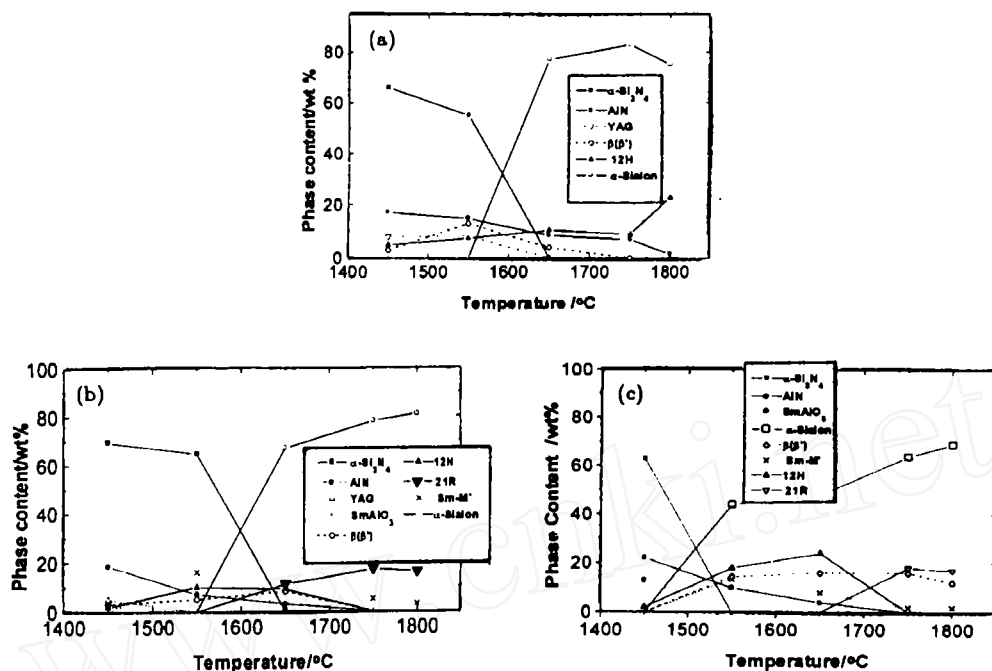 (a)
Phase content/wt %
80
60
40
20
0
1400 1500 1600 1700 1800
Temperature /°C
α-Si₃N₄
AlN
YAG
β(β')
12H
α-Sialon
(b)
Phase content/wt%
100
80
60
40
20
0
1400 1500 1600 1700 1800
Temperature/°C
α-Si₃N₄
AlN
YAG
SmAlO₃
β(β')
12H
21R
Sm-M'
α-Sialon
(c)
Phase Content /wt%
100
80
60
40
20
0
1400 1500 1600 1700 1800
Temperature/°C
α-Si₃N₄
AlN
SmAlO₃
α-Sialon
β(β')
Sm-M'
12H
21R
www.cnki.net